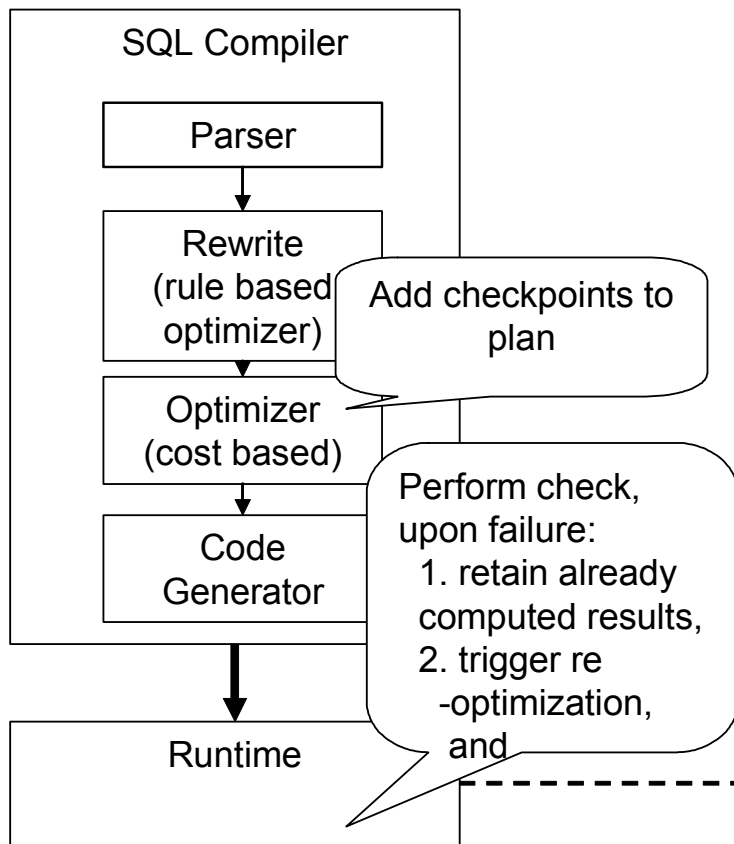 SQL Compiler
Parser
Rewrite
(rule based
optimizer)
Add checkpoints to
plan
Optimizer
(cost based)
Code
Generator
Perform check,
upon failure:
1. retain already
computed results,
2. trigger re
-optimization,
and
Runtime